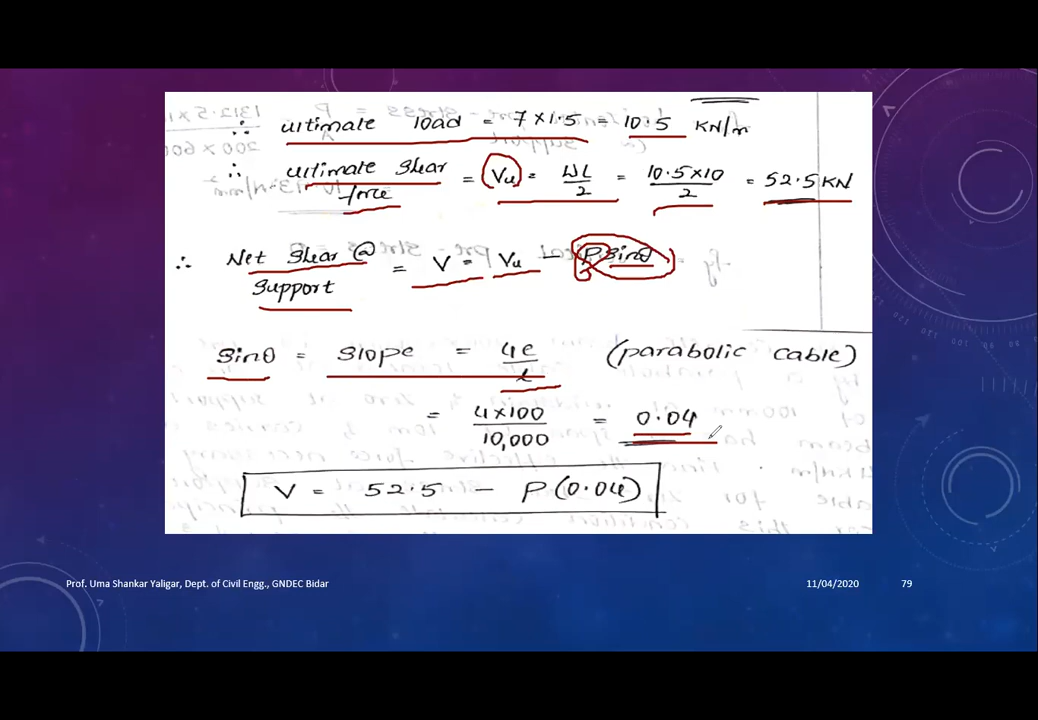 ∴ ultimate load = 7 x 1.5 = 10.5 KN/m
∴ ultimate shear force = Vu = WL/2 = 10.5 x 10/2 = 52.5 KN
∴ Net shear @ support = V = Vu - P sinθ
sinθ = slope = 4e/l (parabolic cable)
= 4 x 100/10,000 = 0.04
V = 52.5 - P(0.04)
Prof. Uma Shankar Yaligar, Dept. of Civil Engg., GNDEC Bidar 11/04/2020 79